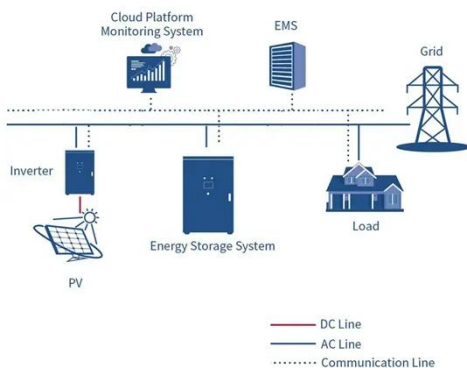 Cloud Platform
Monitoring System
EMS
Grid
Inverter
Energy Storage System
Load
PV
DC Line
AC Line
Communication Line